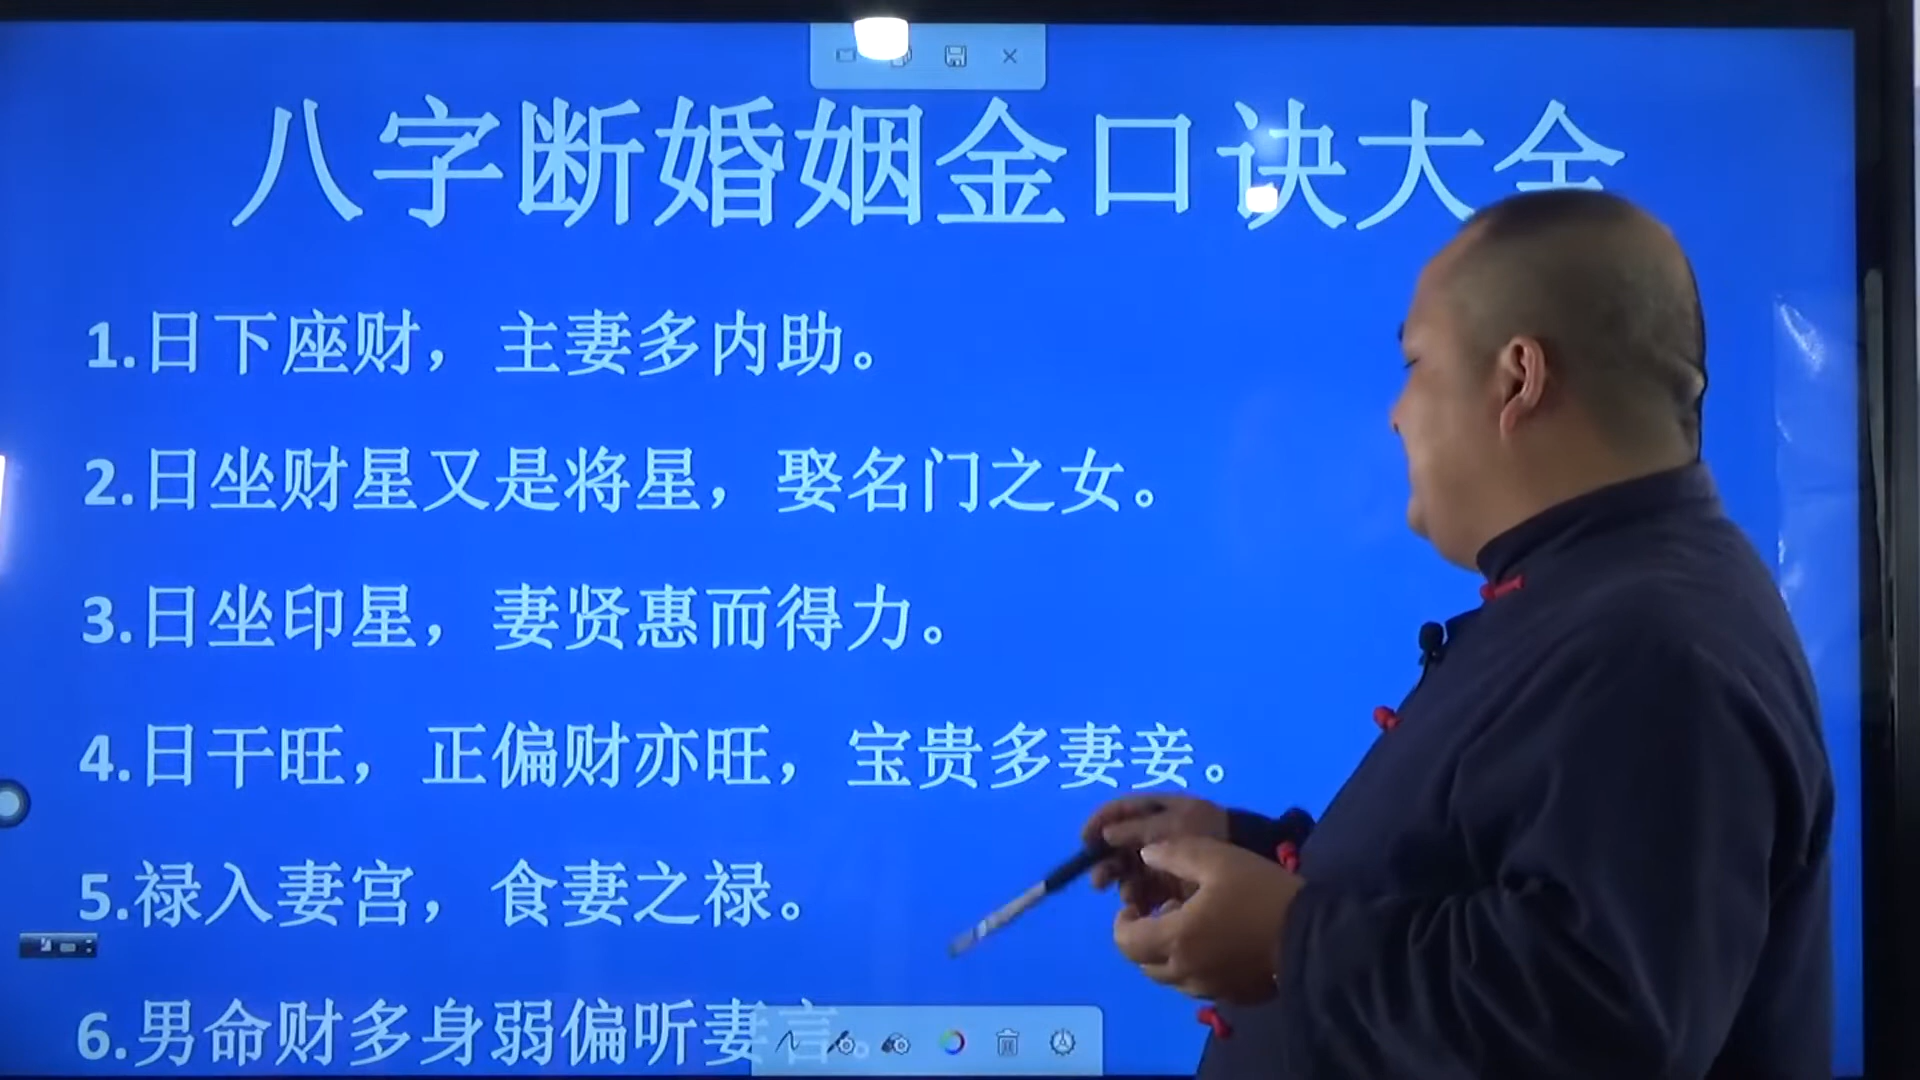 八字断婚姻金口诀大全
1.日下座财，主妻多内助。
2.日坐财星又是将星，娶名门之女。
3.日坐印星，妻贤惠而得力。
4.日干旺，正偏财亦旺，宝贵多妻妾。
5.禄入妻宫，食妻之禄。
6.男命财多身弱偏听妻言。